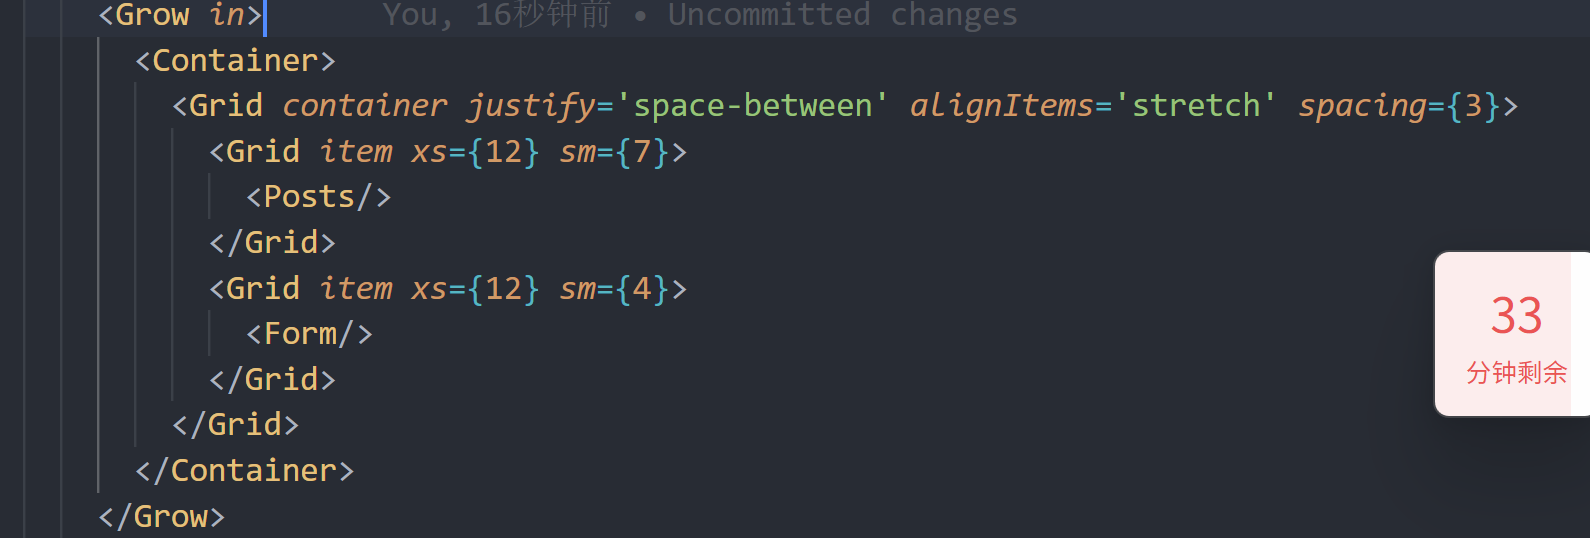 <Grow in>    You, 16秒钟前 • Uncommitted changes
<Container>
<Grid container justify='space-between' alignItems='stretch' spacing={3}>
<Grid item xs={12} sm={7}>
<Posts/>
</Grid>
<Grid item xs={12} sm={4}>
<Form/>
</Grid>
</Grid>
</Container>
</Grow>
33
分钟剩余